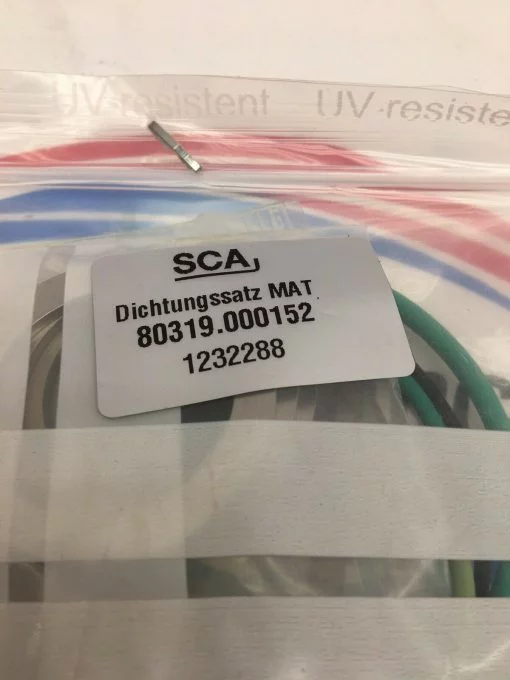 UV-resistent UV-resiste
SCA
Dichtungssatz MAT
80319.000152
1232288